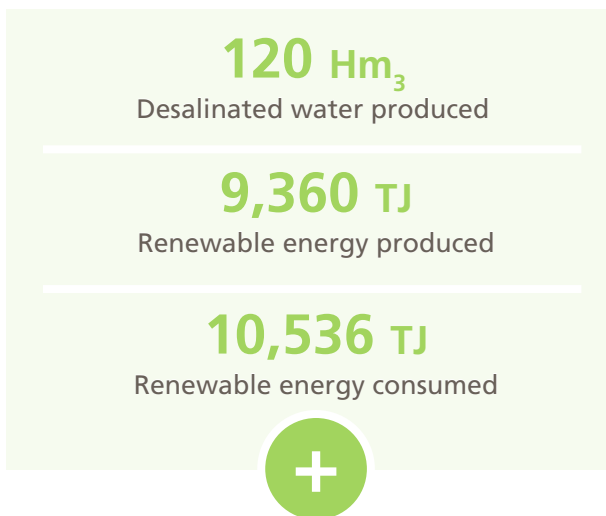 120 Hm₃
Desalinated water produced
9,360 TJ
Renewable energy produced
10,536 TJ
Renewable energy consumed
+